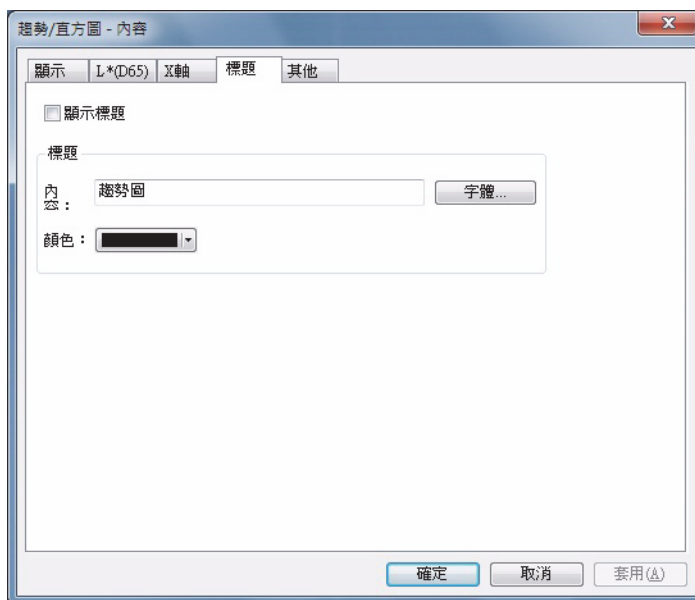 趨勢/直方圖 - 內容
顯示 L*(D65) X軸 標題 其他
顯示標題
標題
內容： 趨勢圖 字體...
顏色：
確定 取消 套用(A)